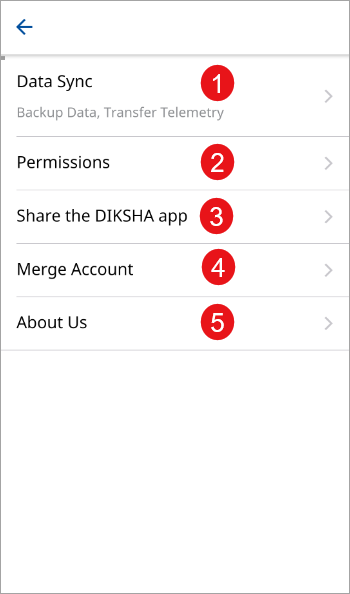 Data Sync 1
Backup Data, Transfer Telemetry
Permissions 2
Share the DIKSHA app 3
Merge Account 4
About Us 5